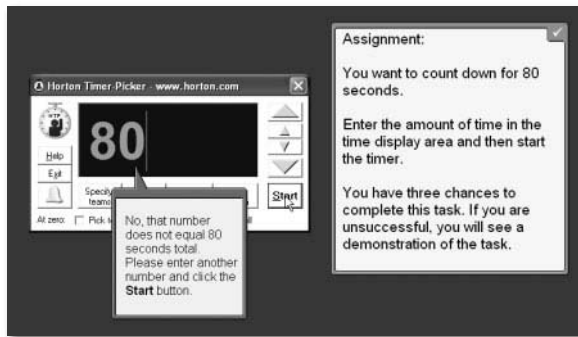 Horton Timer-Picker - www.horton.com
HTP
80
Help
Exit
Specify
teams
Start
At zero:
No, that number
does not equal 80
seconds total.
Please enter another
number and click the
Start button.
Assignment:
You want to count down for 80
seconds.
Enter the amount of time in the
time display area and then start
the timer.
You have three chances to
complete this task. If you are
unsuccessful, you will see a
demonstration of the task.